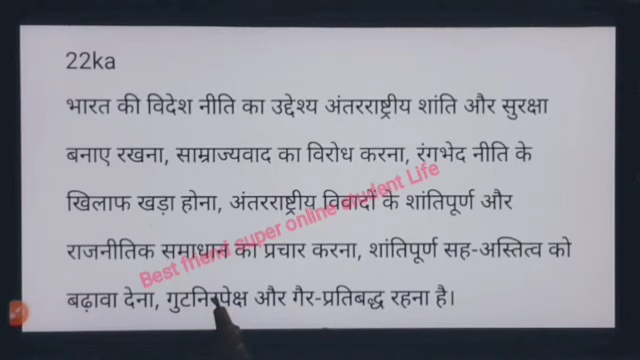 22ka
भारत की विदेश नीति का उद्देश्य अंतरराष्ट्रीय शांति और सुरक्षा
बनाए रखना, साम्राज्यवाद का विरोध करना, रंगभेद नीति के
खिलाफ खड़ा होना, अंतरराष्ट्रीय विवादों के शांतिपूर्ण और
राजनीतिक समाधान का प्रचार करना, शांतिपूर्ण सह-अस्तित्व को
बढ़ावा देना, गुटनिरपेक्ष और गैर-प्रतिबद्ध रहना है।
Best friend super online student Life